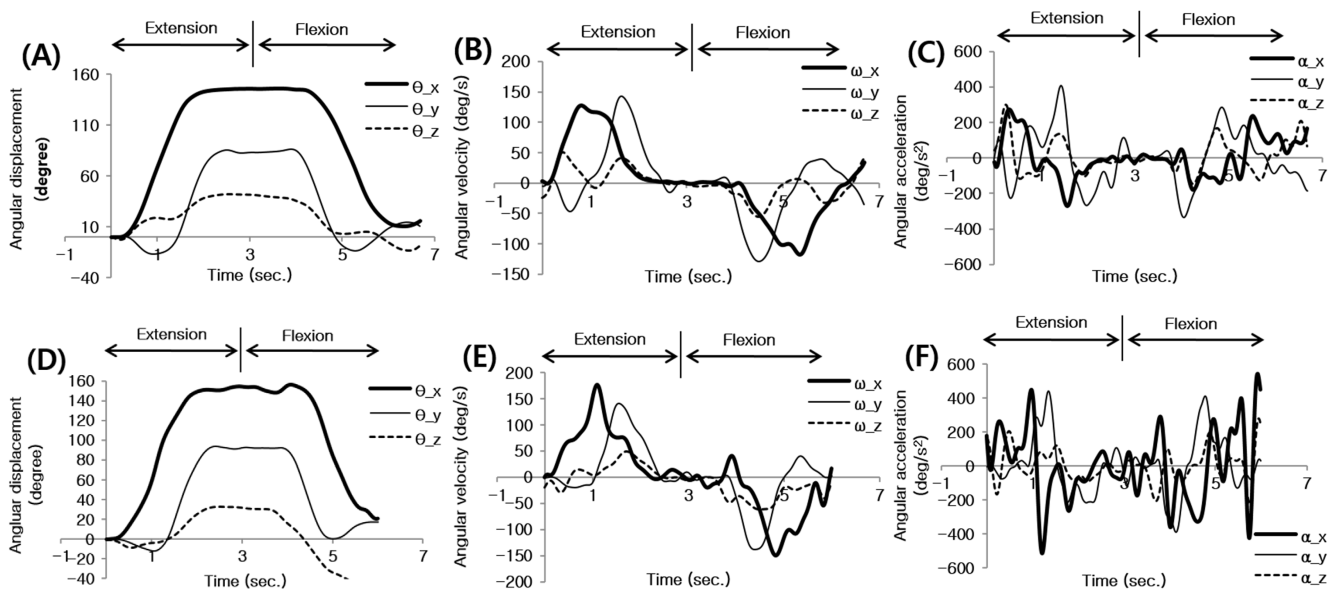 Extension
Flexion
(A)
Angular displacement
(degree)
160
110
60
10
−40
−1
1
3
5
7
Time (sec.)
θ_x
θ_y
θ_z
Extension
Flexion
(B)
Angular velocity (deg/s)
200
150
100
50
0
−50
−100
−150
−1
1
3
5
7
Time (sec.)
ω_x
ω_y
ω_z
Extension
Flexion
(C)
Angular acceleration
(deg/s²)
600
400
200
0
−200
−400
−600
−1
1
3
5
7
Time (sec.)
α_x
α_y
α_z
Extension
Flexion
(D)
Angluar displacement
(degree)
160
140
120
100
80
60
40
20
0
−20
−40
−1
1
3
5
7
Time (sec.)
θ_x
θ_y
θ_z
Extension
Flexion
(E)
Angular velocity (deg/s)
200
150
100
50
0
−50
−100
−150
−200
−1
1
3
5
7
Time (sec.)
ω_x
ω_y
ω_z
Extension
Flexion
(F)
Angular acceleration
(deg/s²)
600
400
200
0
−200
−400
−600
−1
1
3
5
7
Time (sec.)
α_x
α_y
α_z